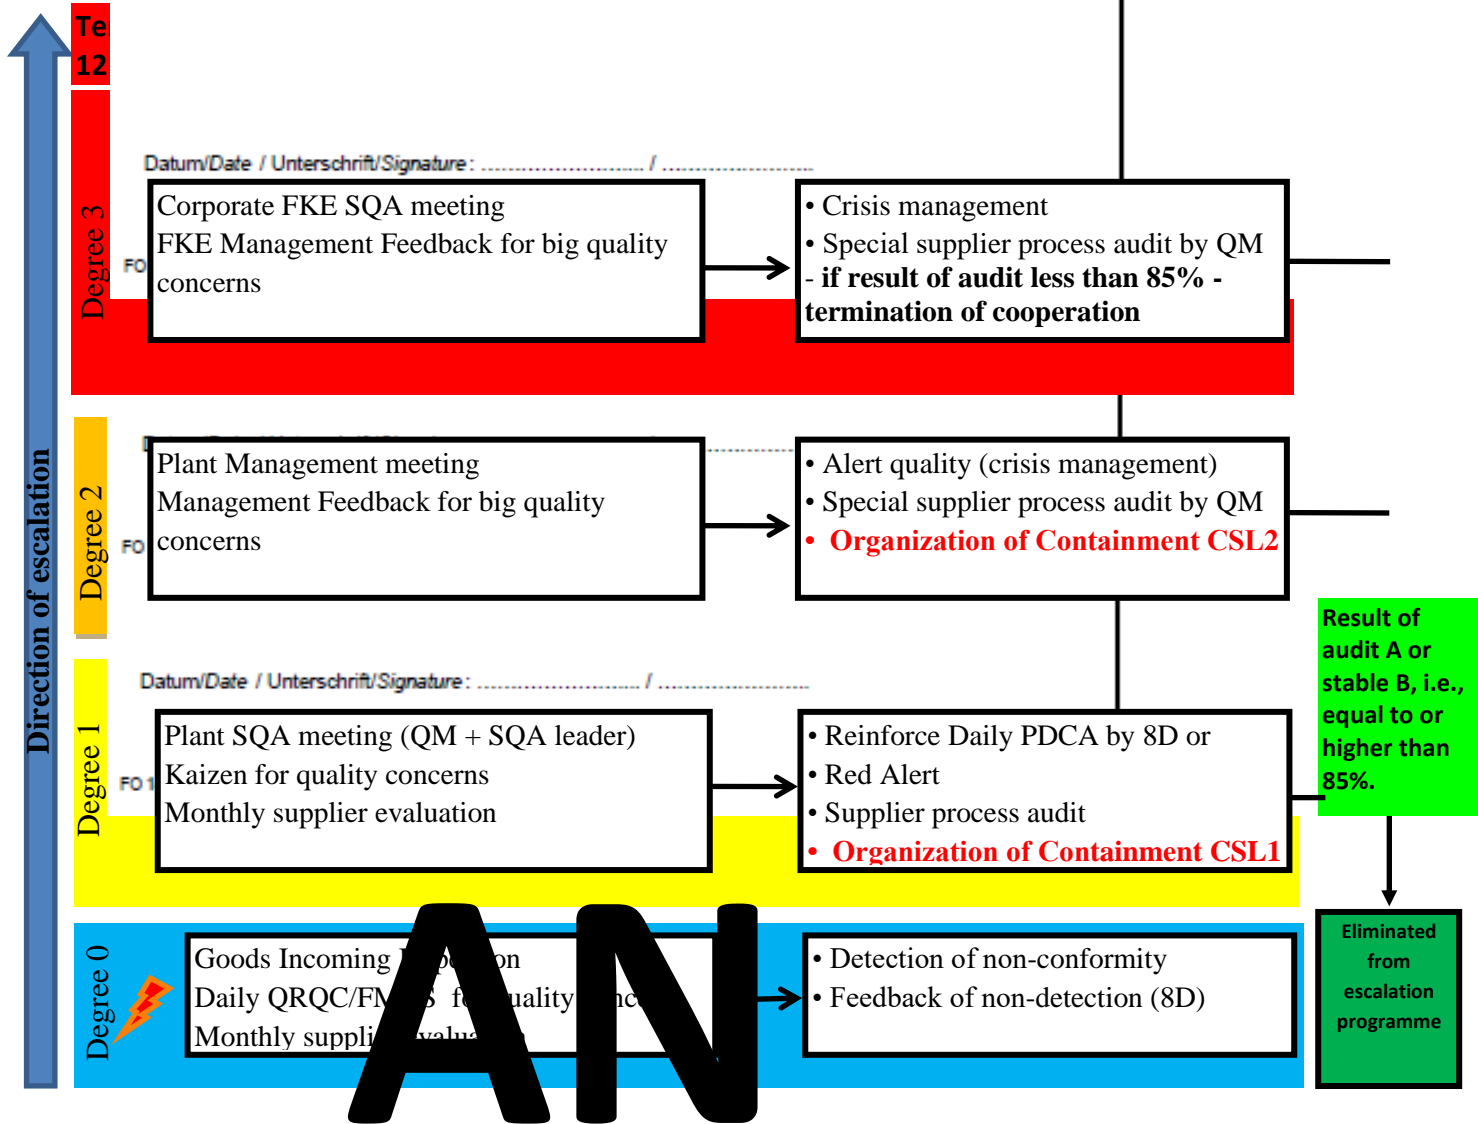 Te
12
Datum/Date / Unterschrift/Signature: ............................ / ..........................
Degree 3
Corporate FKE SQA meeting
FKE Management Feedback for big quality
concerns
FO
• Crisis management
• Special supplier process audit by QM
- if result of audit less than 85% -
termination of cooperation
Direction of escalation
Degree 2
Plant Management meeting
Management Feedback for big quality
concerns
FO
• Alert quality (crisis management)
• Special supplier process audit by QM
• Organization of Containment CSL2
Result of
audit A or
stable B, i.e.,
equal to or
higher than
85%.
Datum/Date / Unterschrift/Signature: ............................ / ..........................
Degree 1
Plant SQA meeting (QM + SQA leader)
Kaizen for quality concerns
Monthly supplier evaluation
FO 1
• Reinforce Daily PDCA by 8D or
• Red Alert
• Supplier process audit
• Organization of Containment CSL1
Degree 0
Goods Incoming
Daily QRQC/
Monthly
AN
• Detection of non-conformity
• Feedback of non-detection (8D)
Eliminated
from
escalation
programme